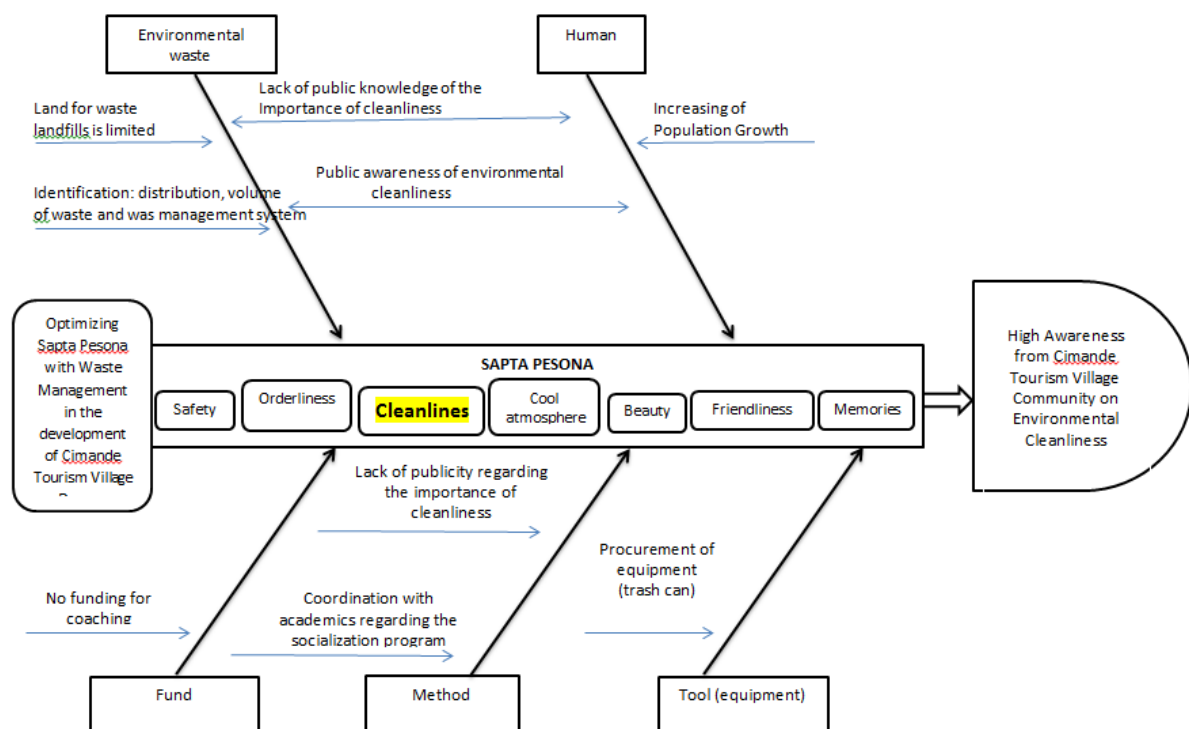 Environmental
waste
Human
Lack of public knowledge of the
Importance of cleanliness
Land for waste
landfills is limited
Increasing of
Population Growth
Public awareness of environmental
cleanliness
Identification: distribution, volume
of waste and was management system
Optimizing
Sapta Pesona
with Waste
Management
in the
development
of Cimande
Tourism Village
SAPTA PESONA
Safety
Orderliness
Cleanlines
Cool
atmosphere
Beauty
Friendliness
Memories
High Awareness
from Cimande
Tourism Village
Community on
Environmental
Cleanliness
Lack of publicity regarding
the importance of
cleanliness
Procurement of
equipment
(trash can)
No funding for
coaching
Coordination with
academics regarding the
socialization program
Fund
Method
Tool (equipment)